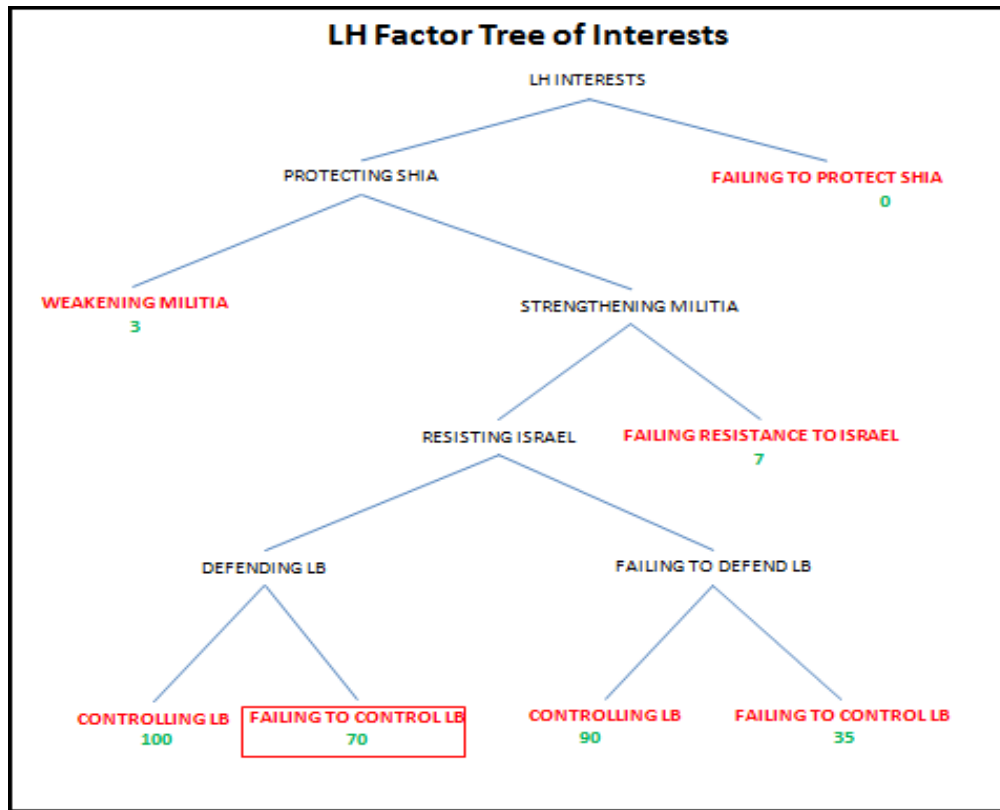 LH Factor Tree of Interests
LH INTERESTS
PROTECTING SHIA
FAILING TO PROTECT SHIA
0
WEAKENING MILITIA
3
STRENGTHENING MILITIA
RESISTING ISRAEL
FAILING RESISTANCE TO ISRAEL
7
DEFENDING LB
FAILING TO DEFEND LB
CONTROLLING LB
100
FAILING TO CONTROL LB
70
CONTROLLING LB
90
FAILING TO CONTROL LB
35